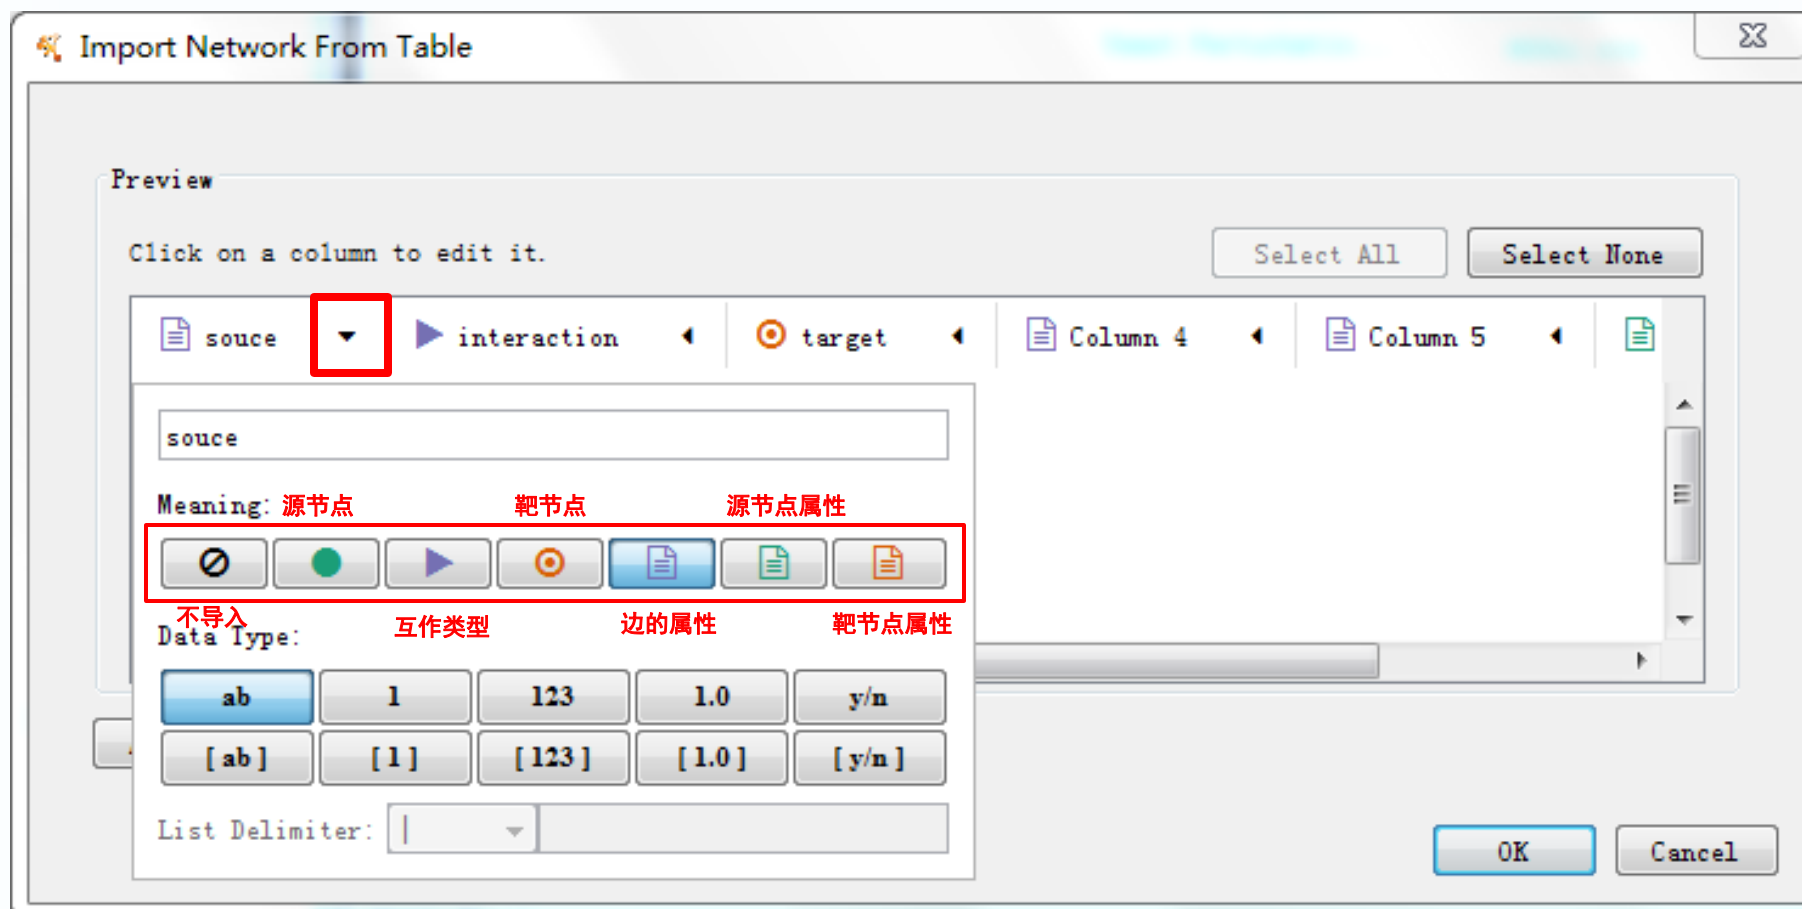 Import Network From Table
Preview
Click on a column to edit it.
Select All
Select None
souce
interaction
target
Column 4
Column 5
souce
Meaning: 源节点 靶节点 源节点属性
不导入 互作类型 边的属性 靶节点属性
Data Type:
ab 1 123 1.0 y/n
[ ab ] [ 1 ] [ 123 ] [ 1.0 ] [ y/n ]
List Delimiter: |
OK
Cancel